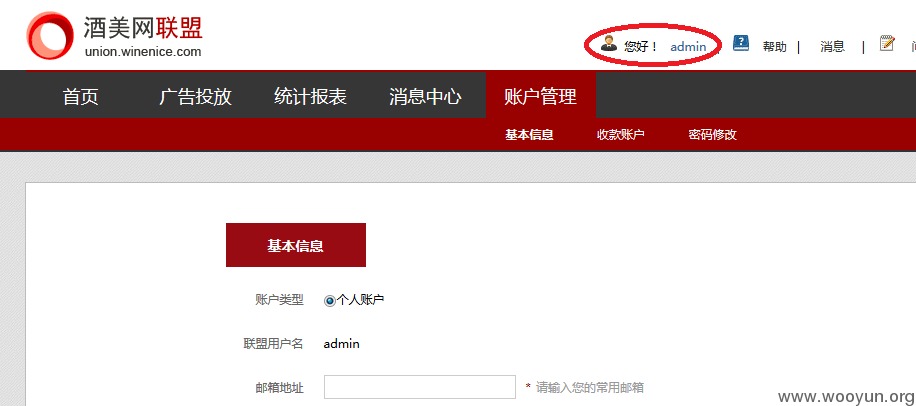 酒美网联盟
union.winenice.com
您好！ admin 帮助 | 消息 |
首页 广告投放 统计报表 消息中心 账户管理
基本信息 收款账户 密码修改
基本信息
账户类型 个人账户
联盟用户名 admin
邮箱地址 * 请输入您的常用邮箱
www.wooyun.org